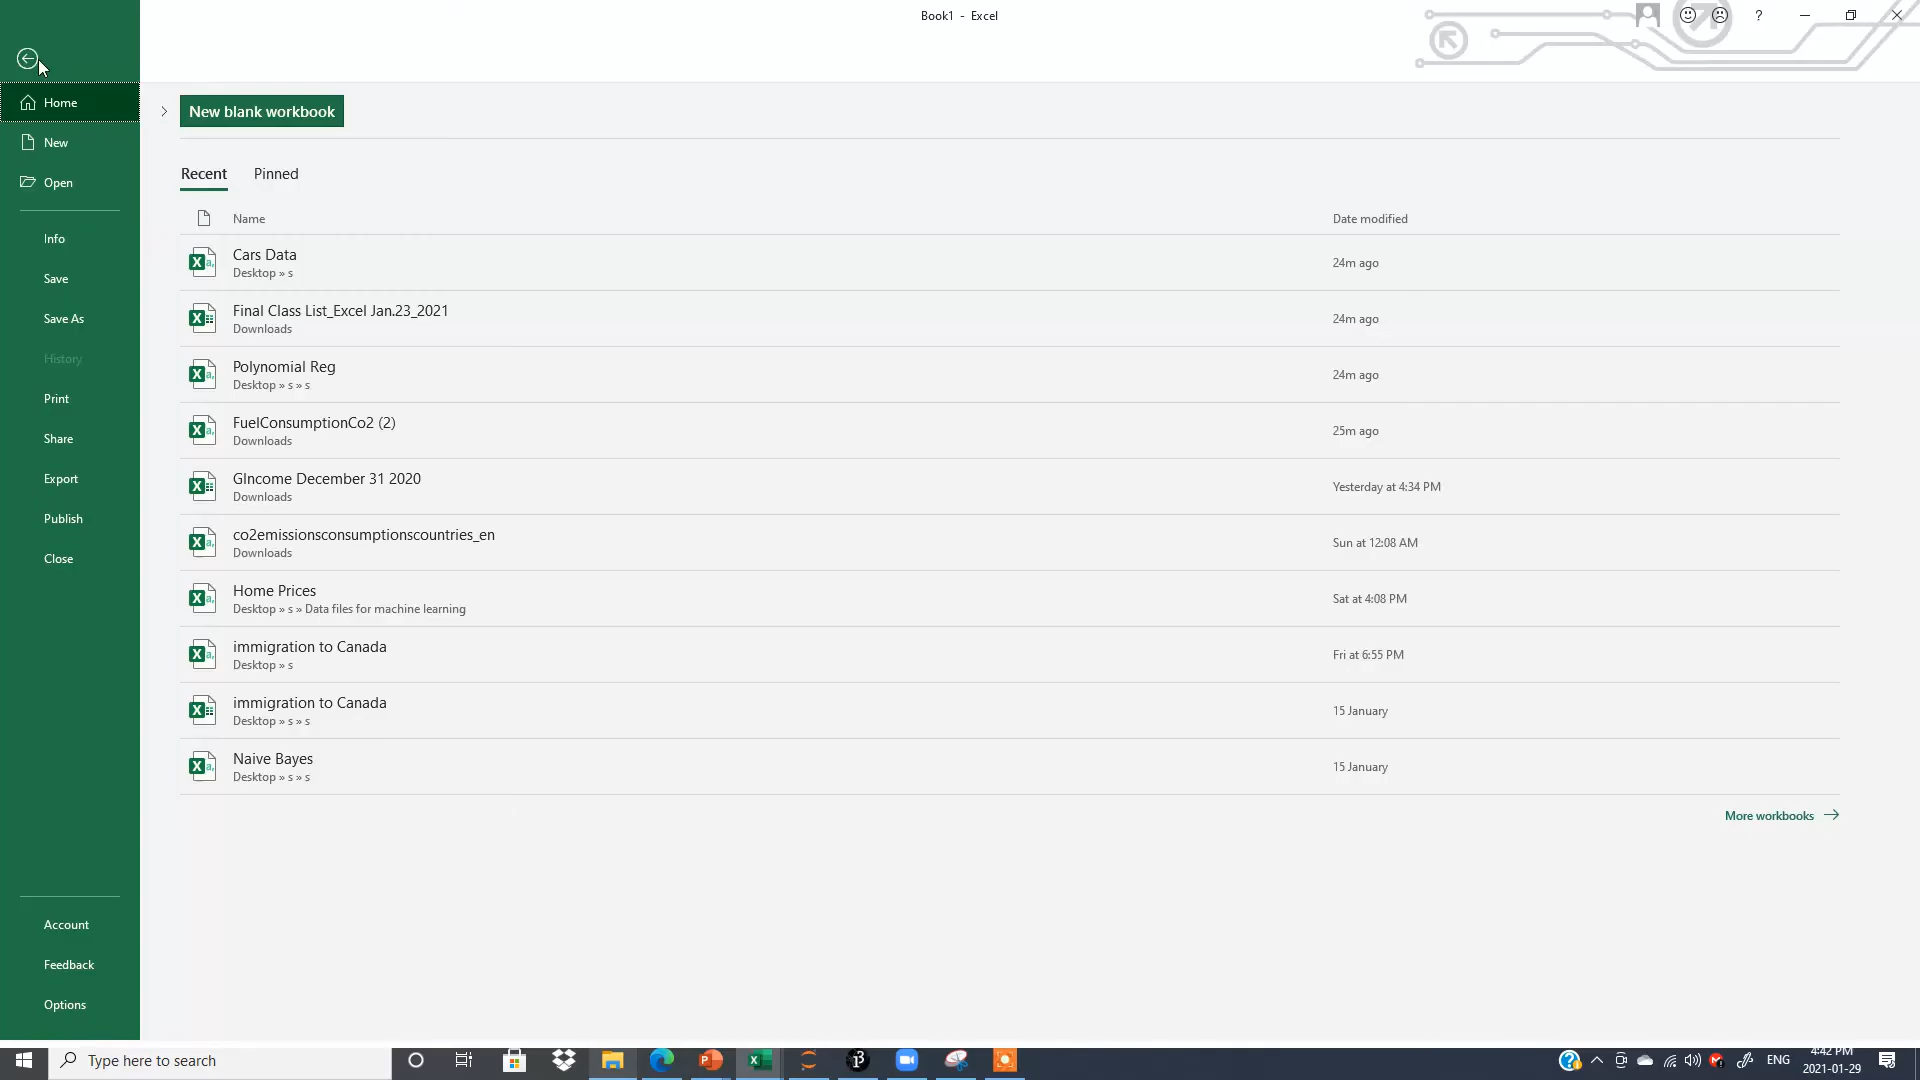 Book1 - Excel
?
Home
New
Open
Info
Save
Save As
History
Print
Share
Export
Publish
Close
Account
Feedback
Options
New blank workbook
Recent Pinned
Name Date modified
Cars Data
Desktop » s
24m ago
Final Class List_Excel Jan.23_2021
Downloads
24m ago
Polynomial Reg
Desktop » s » s
24m ago
FuelConsumptionCo2 (2)
Downloads
25m ago
GIncome December 31 2020
Downloads
Yesterday at 4:34 PM
co2emissionsconsumptionscountries_en
Downloads
Sun at 12:08 AM
Home Prices
Desktop » s » Data files for machine learning
Sat at 4:08 PM
immigration to Canada
Desktop » s
Fri at 6:55 PM
immigration to Canada
Desktop » s » s
15 January
Naive Bayes
Desktop » s » s
15 January
More workbooks
Type here to search
ENG
4:42 PM
2021-01-29